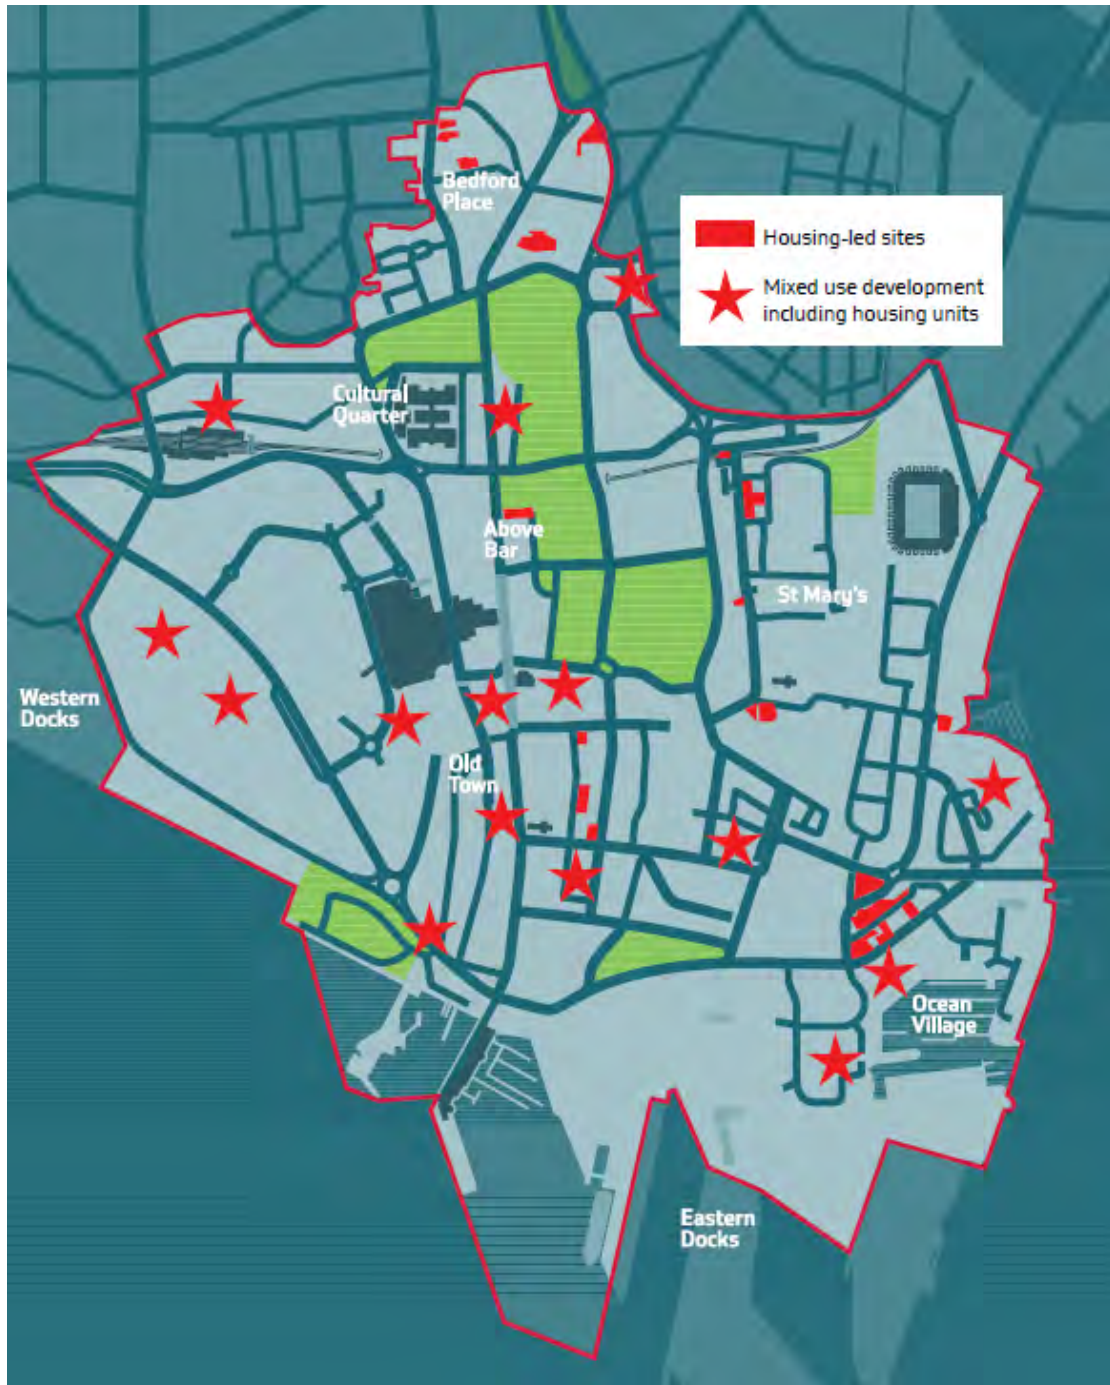 Bedford
Place
Housing-led sites
Mixed use development
including housing units
Cultural
Quarter
Above
Bar
St Mary's
Western
Docks
Old
Town
Ocean
Village
Eastern
Docks